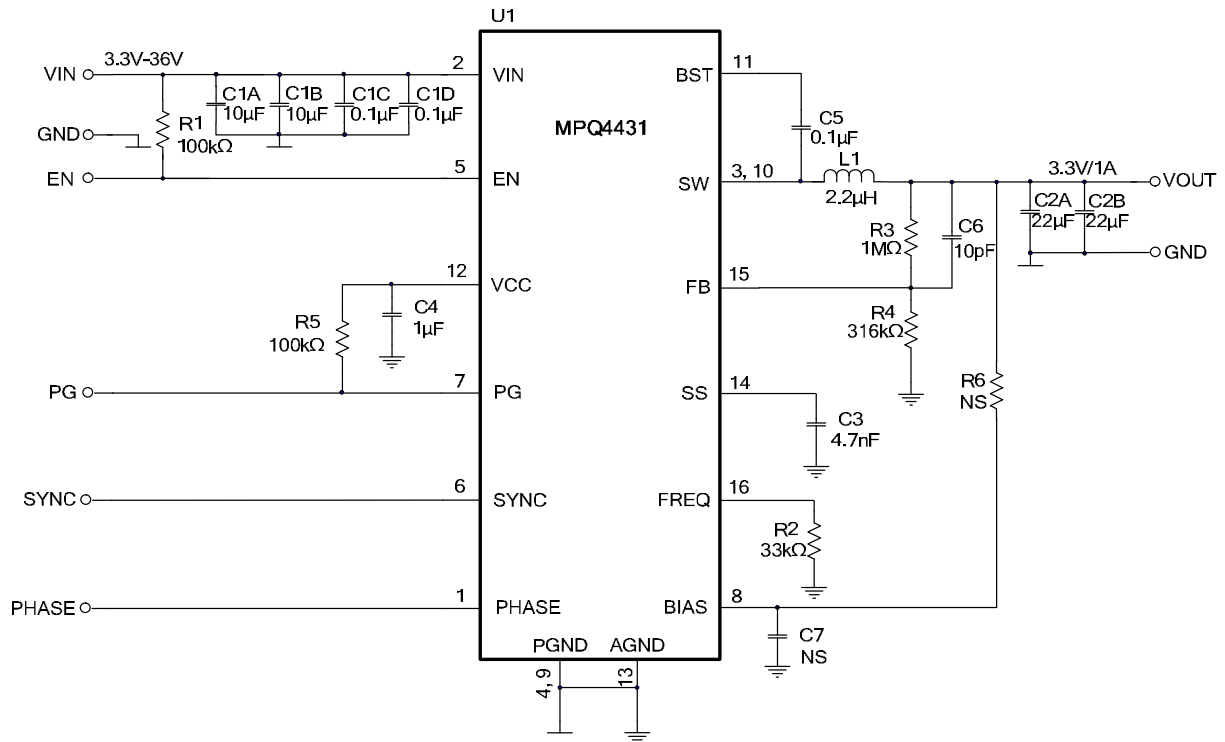 U1
3.3V-36V
VIN
2
VIN
BST
11
C1A
10µF
C1B
10µF
C1C
0.1µF
C1D
0.1µF
GND
R1
100kΩ
MPQ4431
C5
0.1µF
EN
5
EN
SW
3, 10
L1
2.2µH
3.3V/1A
VOUT
C2A
22µF
C2B
22µF
R3
1MΩ
C6
10pF
GND
12
VCC
FB
15
C4
1µF
R5
100kΩ
R4
316kΩ
PG
7
PG
SS
14
R6
NS
C3
4.7nF
SYNC
6
SYNC
FREQ
16
R2
33kΩ
PHASE
1
PHASE
BIAS
8
C7
NS
PGND
AGND
4, 9
13